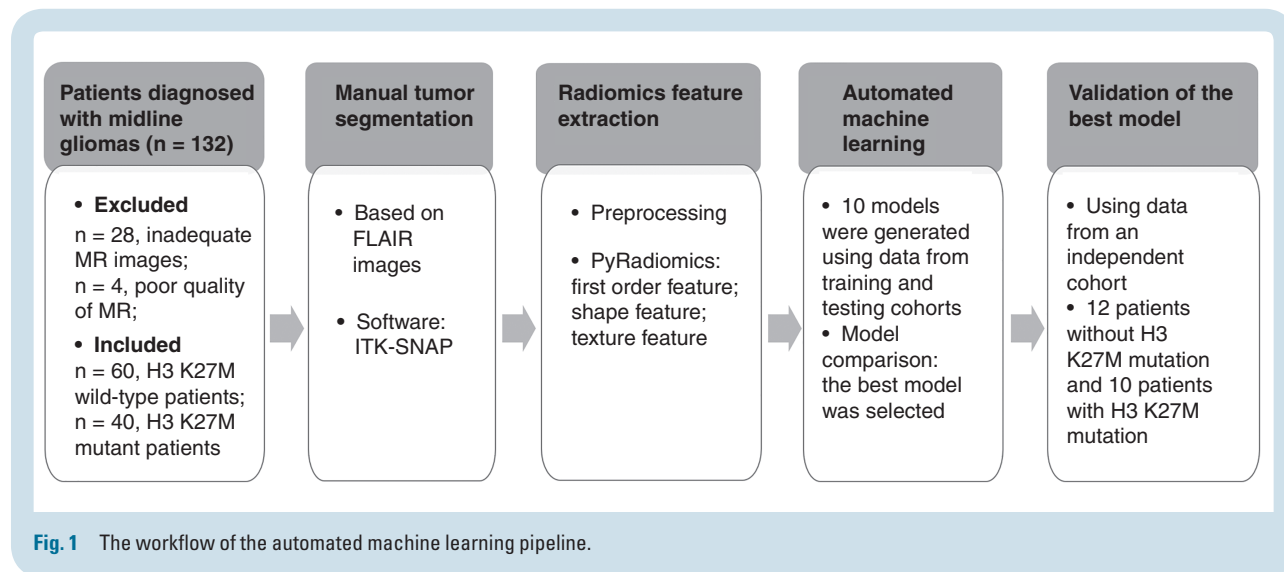 Patients diagnosed
with midline
gliomas (n = 132)
• Excluded
n = 28, inadequate
MR images;
n = 4, poor quality
of MR;
• Included
n = 60, H3 K27M
wild-type patients;
n = 40, H3 K27M
mutant patients
Manual tumor
segmentation
• Based on
FLAIR
images
• Software:
ITK-SNAP
Radiomics feature
extraction
• Preprocessing
• PyRadiomics:
first order feature;
shape feature;
texture feature
Automated
machine
learning
• 10 models
were generated
using data from
training and
testing cohorts
• Model
comparison:
the best model
was selected
Validation of the
best model
• Using data
from an
independent
cohort
• 12 patients
without H3
K27M mutation
and 10 patients
with H3 K27M
mutation
Fig. 1 The workflow of the automated machine learning pipeline.